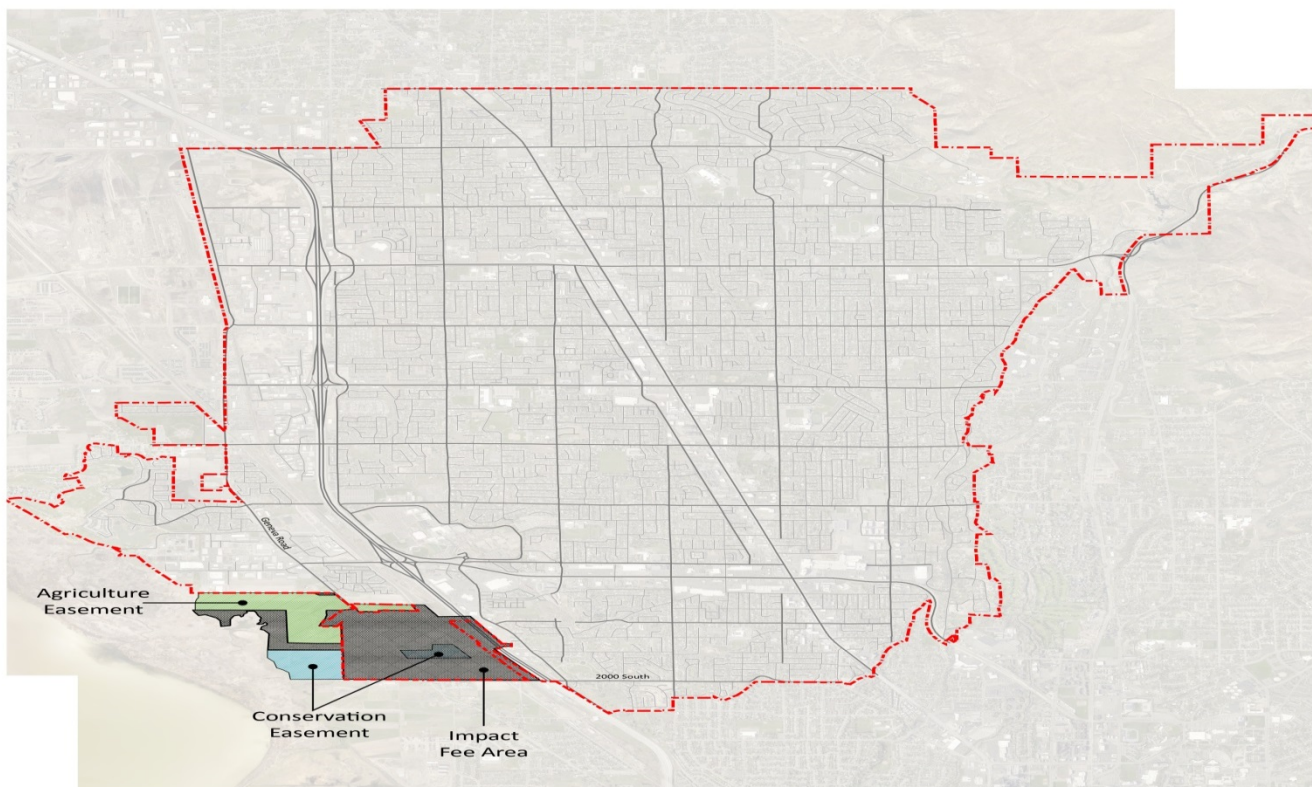 Geneva Road
Agriculture
Easement
2000 South
Conservation
Easement
Impact
Fee Area